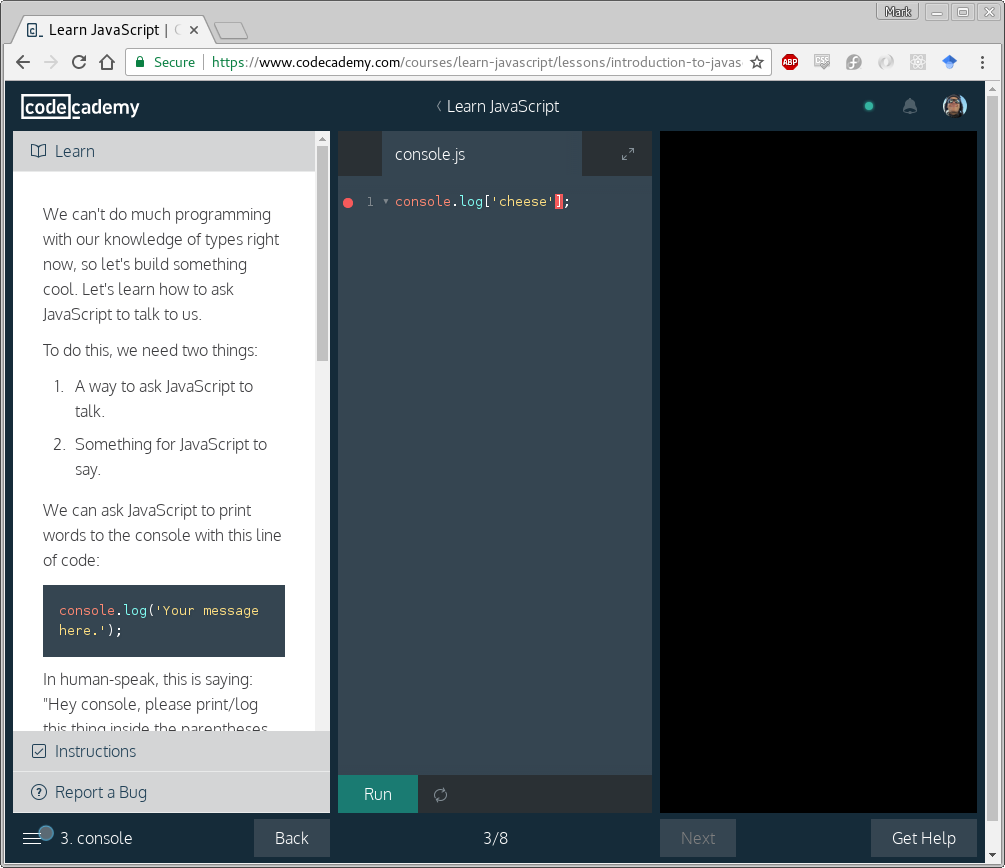 Mark
Learn JavaScript | C
Secure
https://www.codecademy.com/courses/learn-javascript/lessons/introduction-to-javas
ABP
CSS
codecademy
Learn JavaScript
Learn
We can't do much programming
with our knowledge of types right
now, so let's build something
cool. Let's learn how to ask
JavaScript to talk to us.
To do this, we need two things:
1. A way to ask JavaScript to
talk.
2. Something for JavaScript to
say.
We can ask JavaScript to print
words to the console with this line
of code:
console.log('Your message
here.');
In human-speak, this is saying:
"Hey console, please print/log
this thing inside the parentheses
Instructions
Report a Bug
console.js
1 console.log['cheese'];
Run
3. console
Back
3/8
Next
Get Help